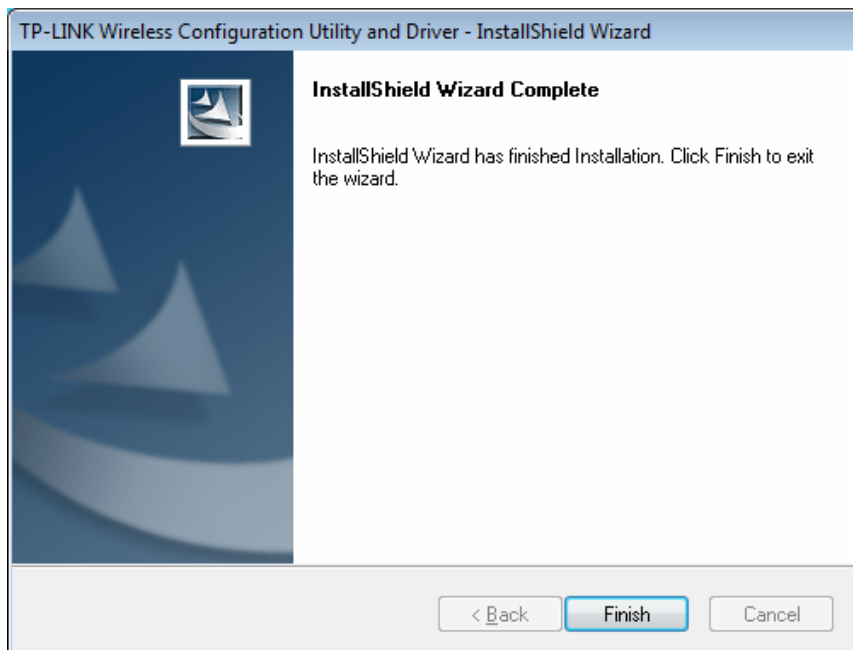 TP-LINK Wireless Configuration Utility and Driver - InstallShield Wizard
InstallShield Wizard Complete
InstallShield Wizard has finished Installation. Click Finish to exit
the wizard.
< Back Finish Cancel